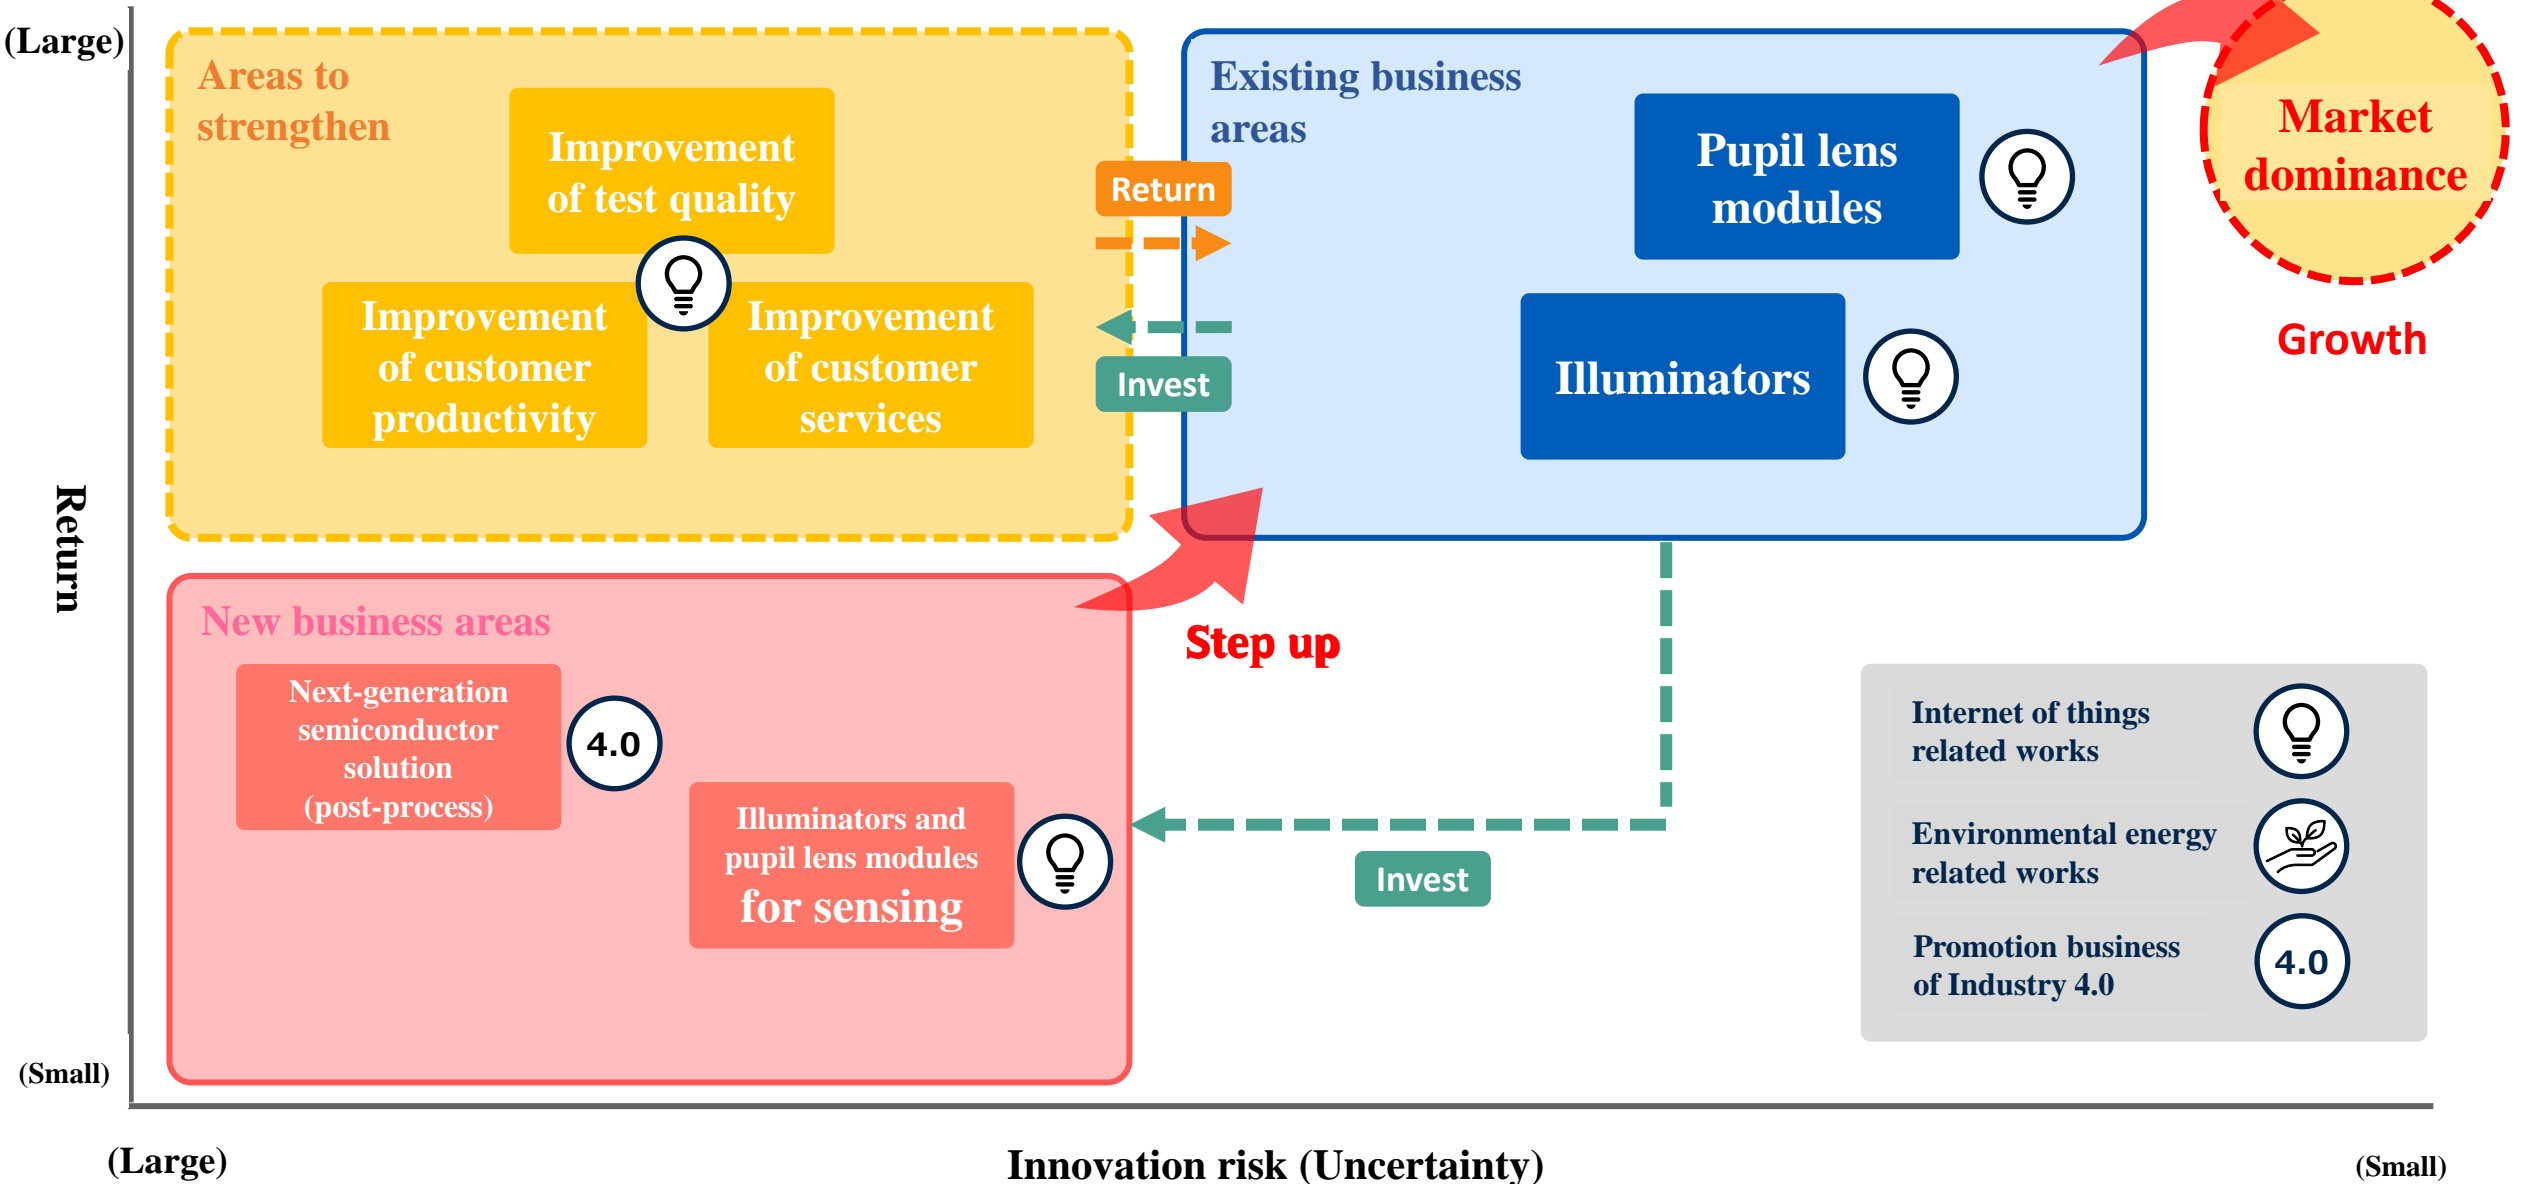 (Large)
Areas to
strengthen
Improvement
of test quality
Improvement
of customer
productivity
Improvement
of customer
services
Return
Invest
Existing business
areas
Pupil lens
modules
Illuminators
Market
dominance
Growth
Return
New business areas
Next-generation
semiconductor
solution
(post-process)
4.0
Illuminators and
pupil lens modules
for sensing
Step up
Invest
Internet of things
related works
Environmental energy
related works
Promotion business
of Industry 4.0
4.0
(Small)
(Large)
Innovation risk (Uncertainty)
(Small)